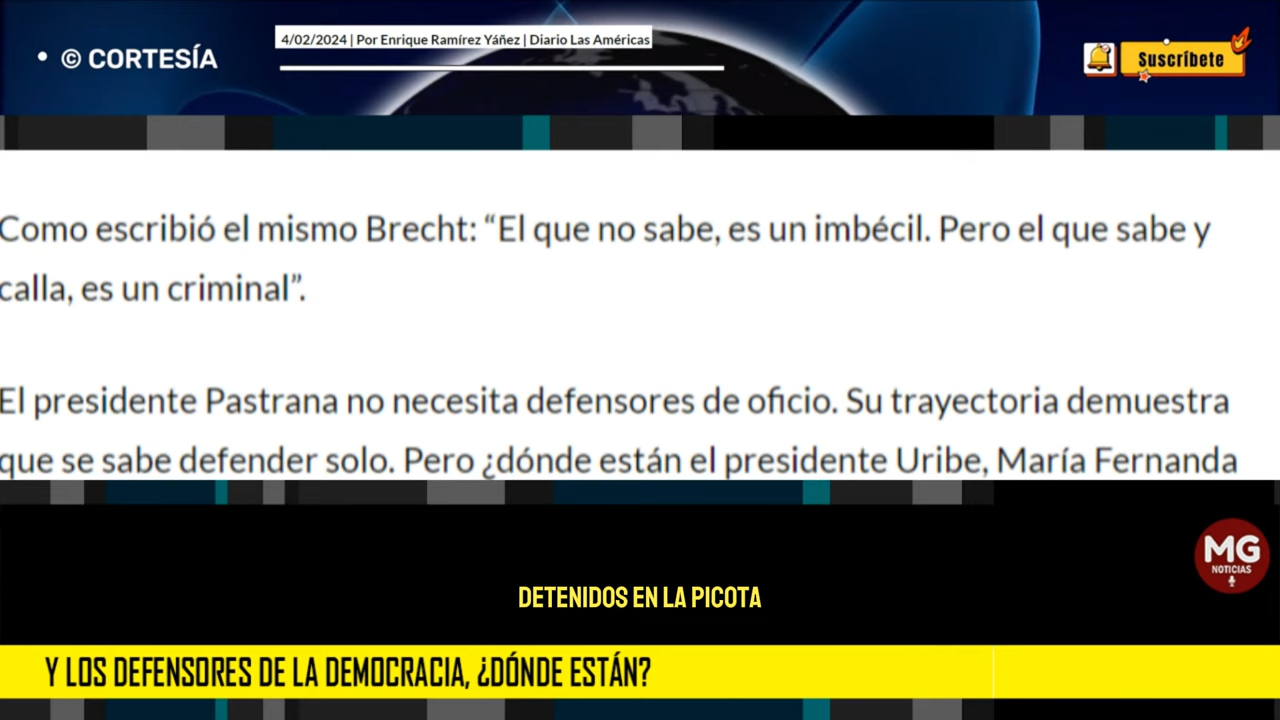 • © CORTESÍA
4/02/2024 | Por Enrique Ramírez Yáñez | Diario Las Américas
Suscríbete
Como escribió el mismo Brecht: “El que no sabe, es un imbécil. Pero el que sabe y
calla, es un criminal”.
El presidente Pastrana no necesita defensores de oficio. Su trayectoria demuestra
que se sabe defender solo. Pero ¿dónde están el presidente Uribe, María Fernanda
MG
NOTICIAS
DETENIDOS EN LA PICOTA
Y LOS DEFENSORES DE LA DEMOCRACIA, ¿DÓNDE ESTÁN?